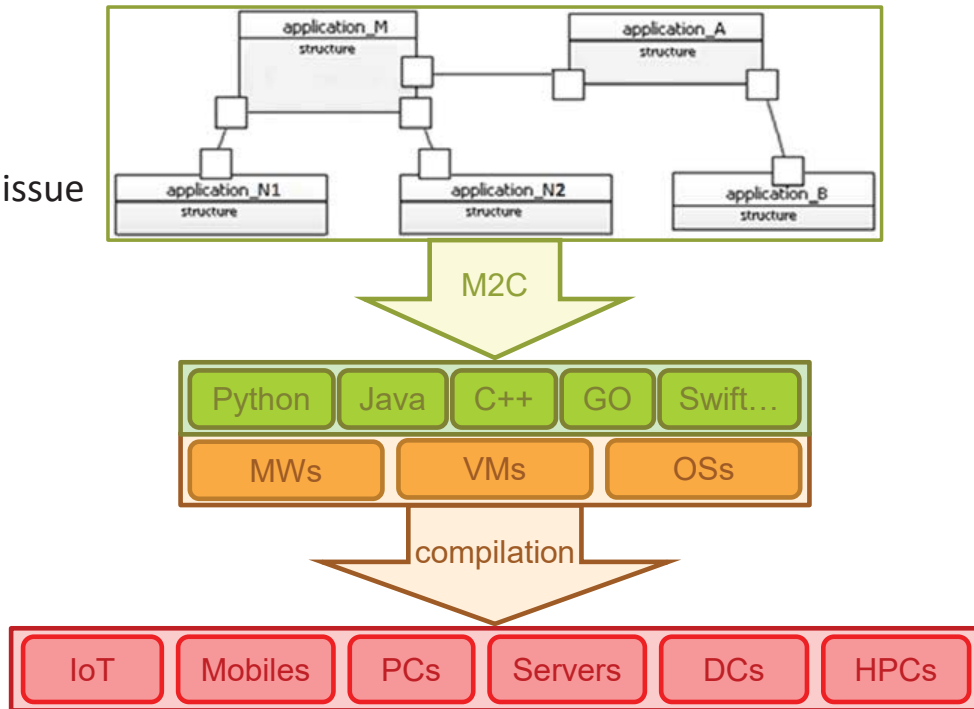 application_M
structure
application_A
structure
issue
application_N1
structure
application_N2
structure
application_B
structure
M2C
Python Java C++ GO Swift…
MWs VMs OSs
compilation
IoT Mobiles PCs Servers DCs HPCs